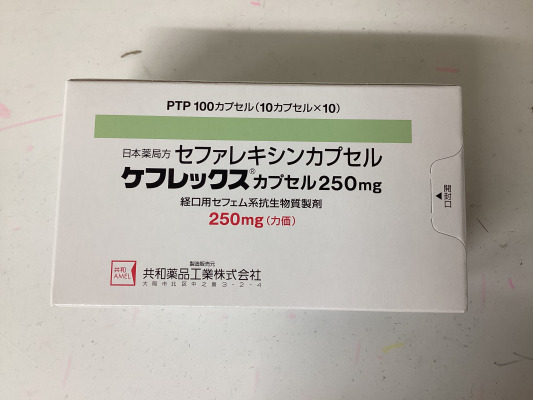 PTP 100カプセル(10カプセル×10)
日本薬局方 セファレキシンカプセル
ケフレックス®カプセル250mg
経口用セフェム系抗生物質製剤
250mg(力価)
開封口
共和
AMEL
製造販売元
共和薬品工業株式会社
大阪市北区中之島3-2-4